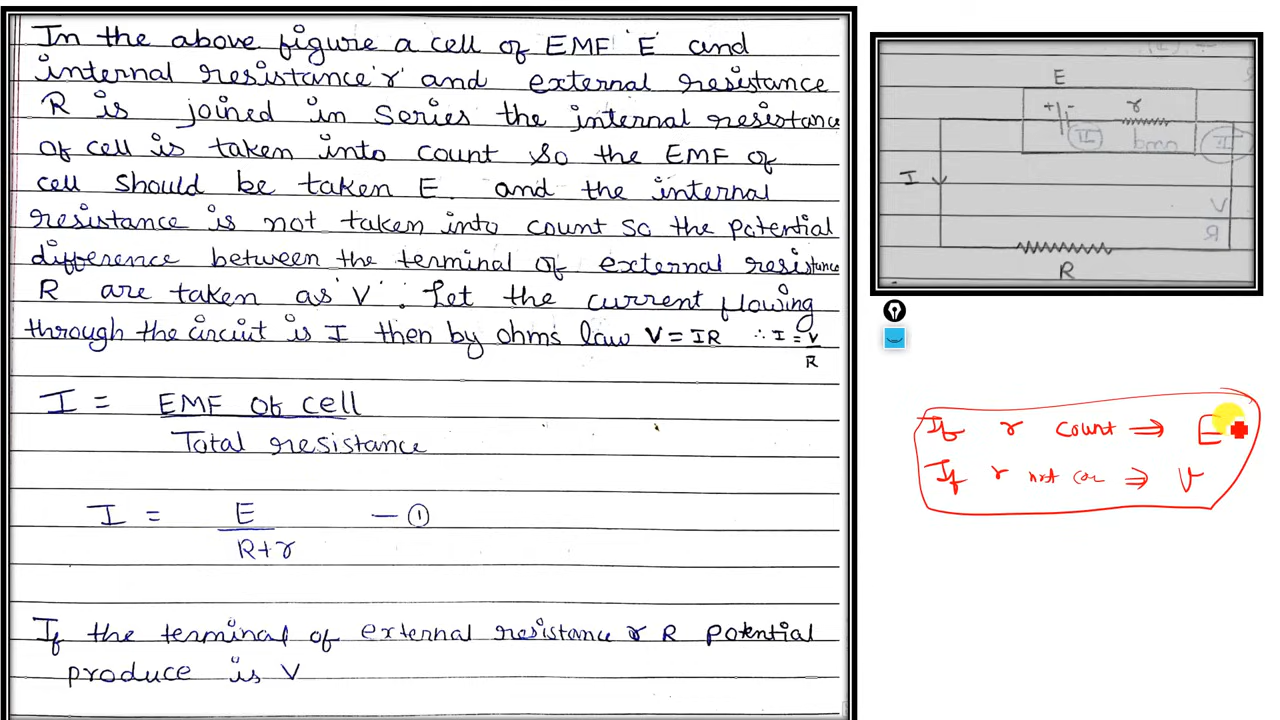 In the above figure a cell of EMF 'E' and
internal resistance 'r' and external resistance
R is joined in series the internal resistance
of cell is taken into count so the EMF of
cell should be taken E. and the internal
resistance is not taken into count so the potential
difference between the terminal of external resistance
R are taken as 'V'. Let the current flowing
through the circuit is I then by ohms law V = IR ∴ I = V/R
I = EMF of cell
Total resistance
I = E — ①
R+r
If the terminal of external resistance r R potential
produce is V
E
+ - r
I
R
If r count ⇒ E
If r not cou ⇒ V